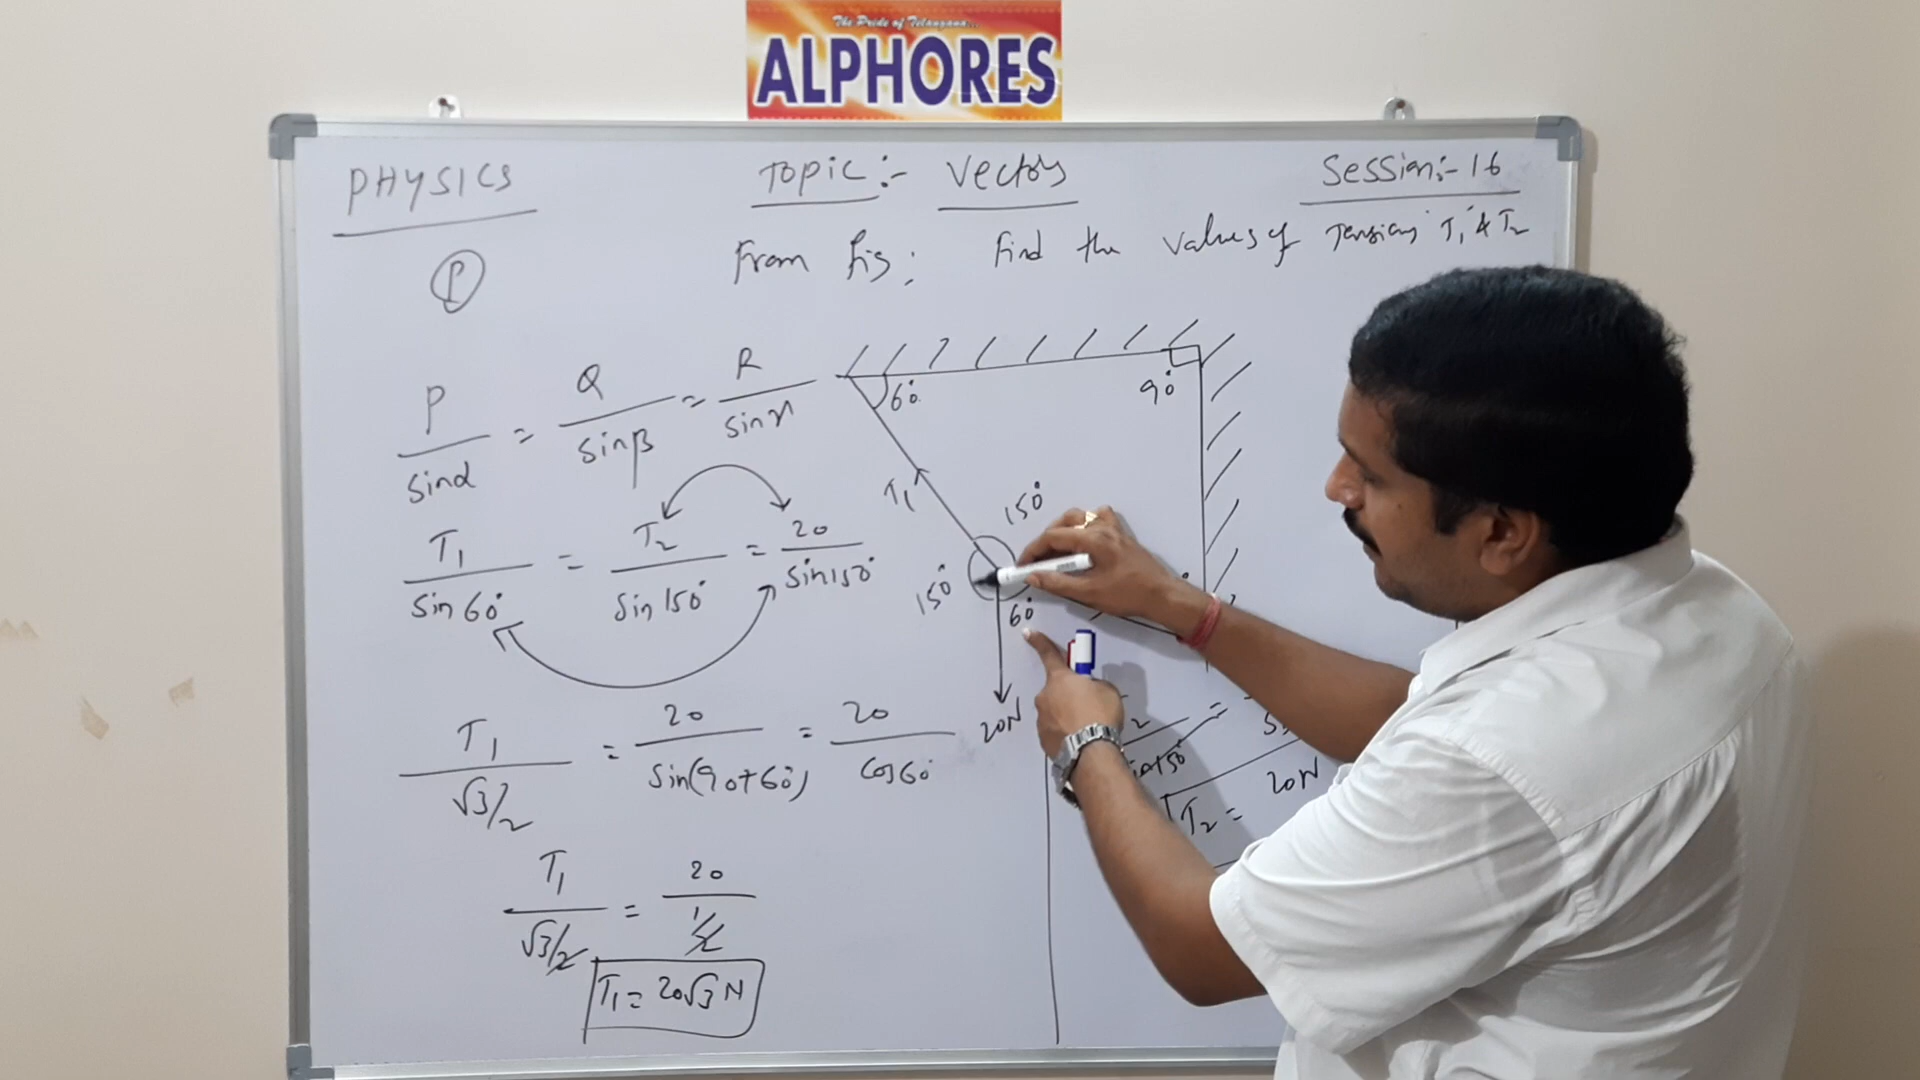 The Pride of Telangana...
ALPHORES
PHYSICS
Topic:- Vectors
Session:- 16
P
From fig; Find the values of Tensions T₁ & T₂
P/sinα = Q/sinβ = R/sinγ
60°
90°
T₁
150°
150°
60°
20N
T₁/sin60° = T₂/sin150° = 20/sin150°
T₁/√3/2 = 20/sin(90+60°) = 20/cos60°
T₁/√3/2 = 20/1/2
T₁ = 20√3 N
T₂ = 20N